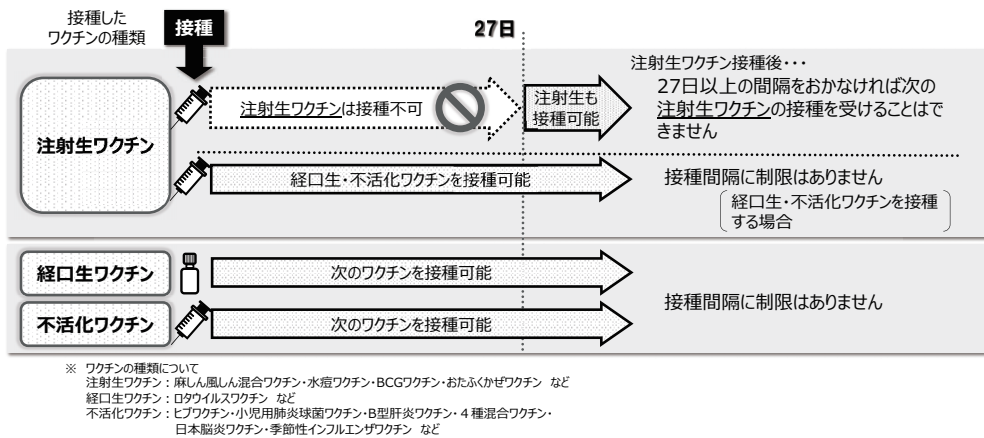 接種した
ワクチンの種類
接種
27日
注射生ワクチン
注射生ワクチンは接種不可
注射生も
接種可能
注射生ワクチン接種後・・・
27日以上の間隔をおかなければ次の
注射生ワクチンの接種を受けることはで
きません
経口生・不活化ワクチンを接種可能
接種間隔に制限はありません
経口生・不活化ワクチンを接種
する場合
経口生ワクチン
次のワクチンを接種可能
不活化ワクチン
次のワクチンを接種可能
接種間隔に制限はありません
※ ワクチンの種類について
注射生ワクチン：麻しん風しん混合ワクチン・水痘ワクチン・BCGワクチン・おたふくかぜワクチン など
経口生ワクチン：ロタウイルスワクチン など
不活化ワクチン：ヒブワクチン・小児用肺炎球菌ワクチン・B型肝炎ワクチン・４種混合ワクチン・
日本脳炎ワクチン・季節性インフルエンザワクチン など